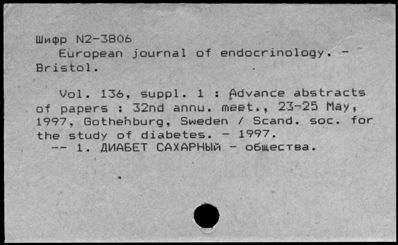 Шифр N2-3806
European journal of endocrinology. -
Bristol.
Vol. 136, suppl. 1 : Advance abstracts
of papers : 32nd annu. meet., 23-25 May,
1997, Gothehburg, Sweden / Scand. soc. for
the study of diabetes. - 1997.
-- 1. ДИАБЕТ САХАРНЫЙ - общества.